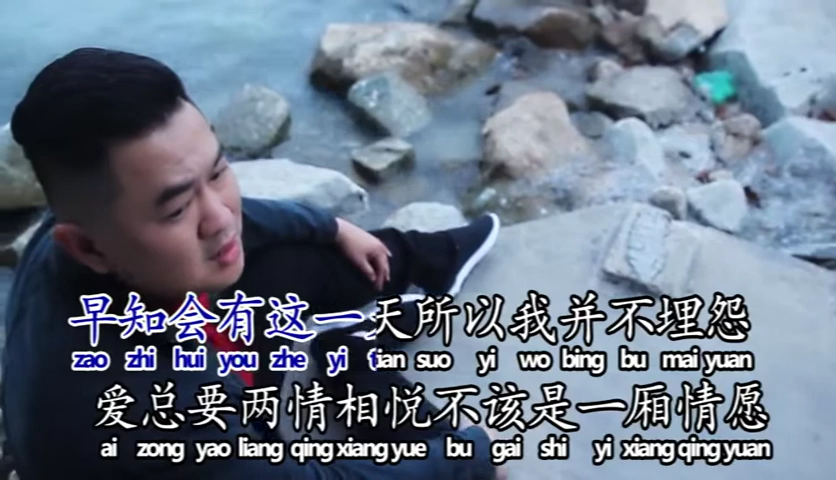 早知会有这一天所以我并不埋怨
zao zhi hui you zhe yi tian suo yi wo bing bu mai yuan
爱总要两情相悦不该是一厢情愿
ai zong yao liang qing xiang yue bu gai shi yi xiang qing yuan